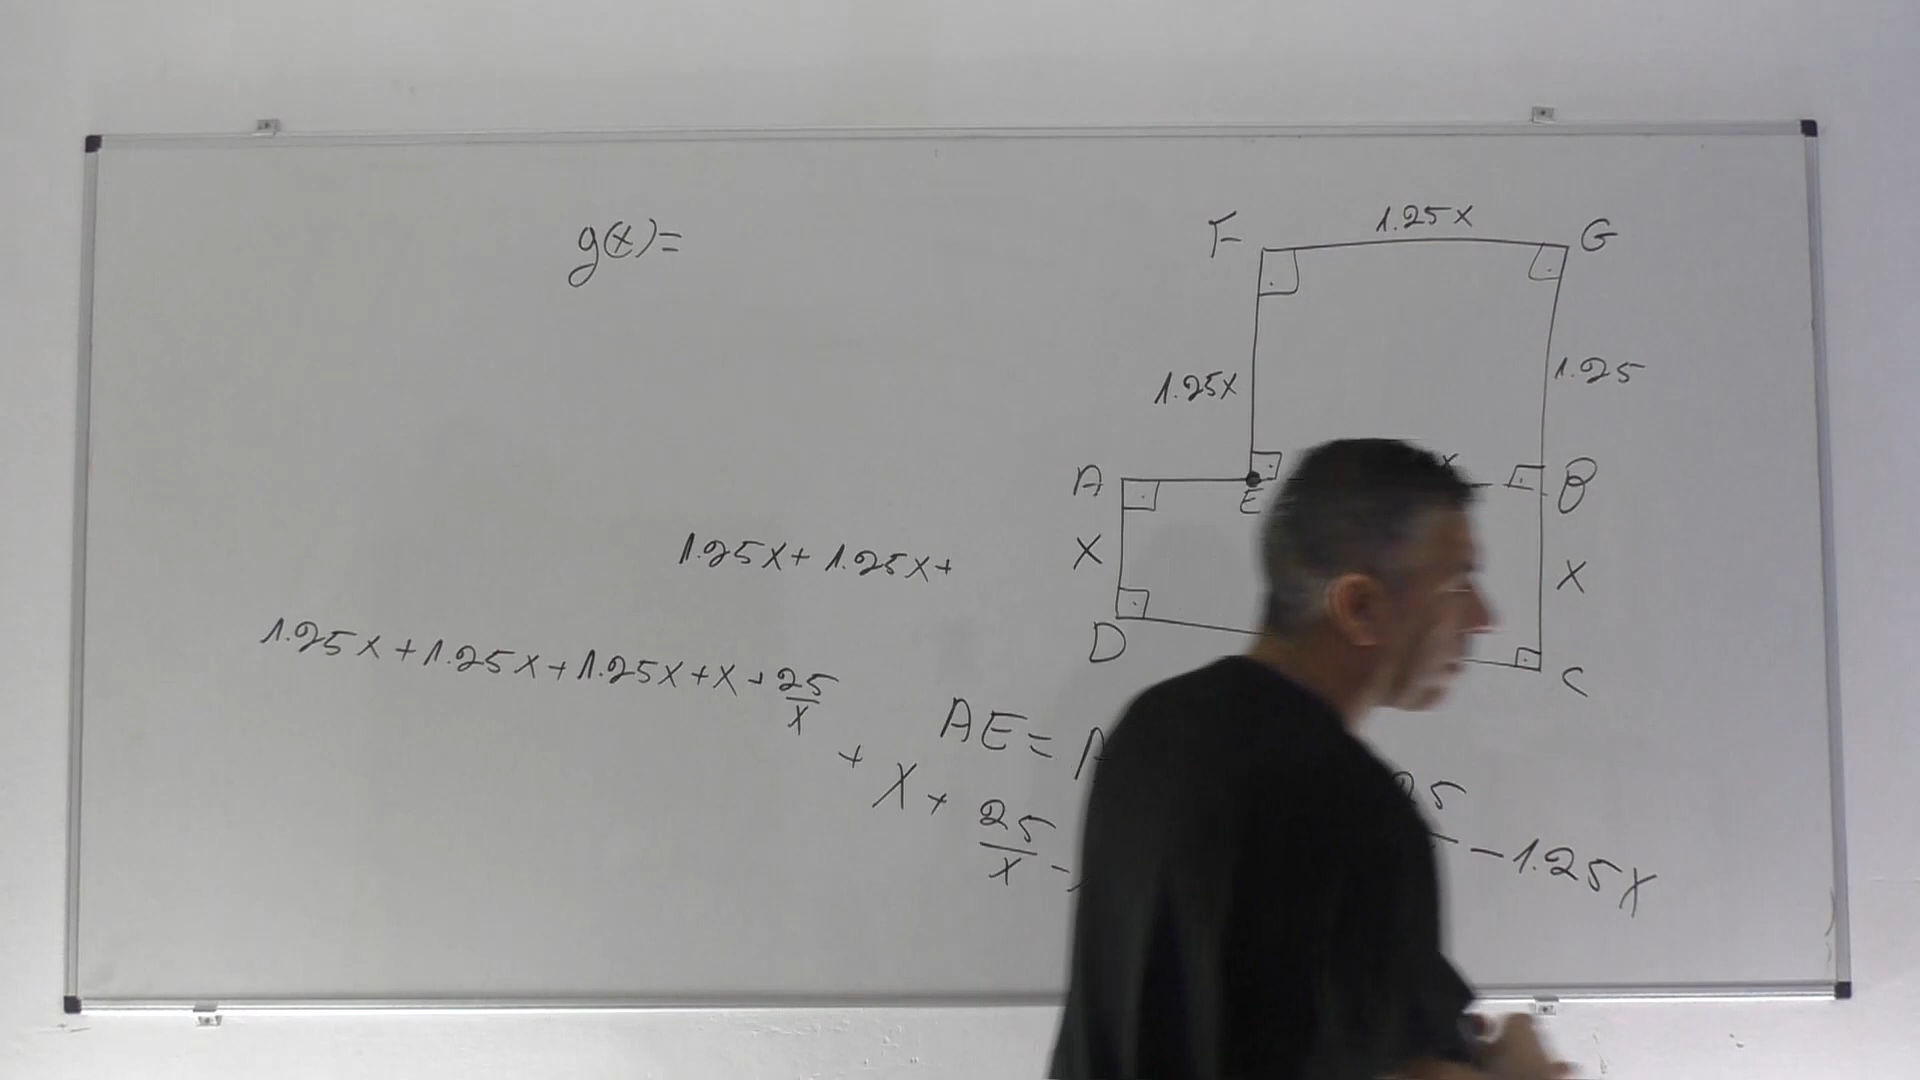 g(x)=
F 1.25x G
1.25x 1.25
A E x B
x x
D C
1.25x+ 1.25x+
1.25x+1.25x+1.25x+x+25/x
+ x + 25/x -
AE= A
25
- 1.25x